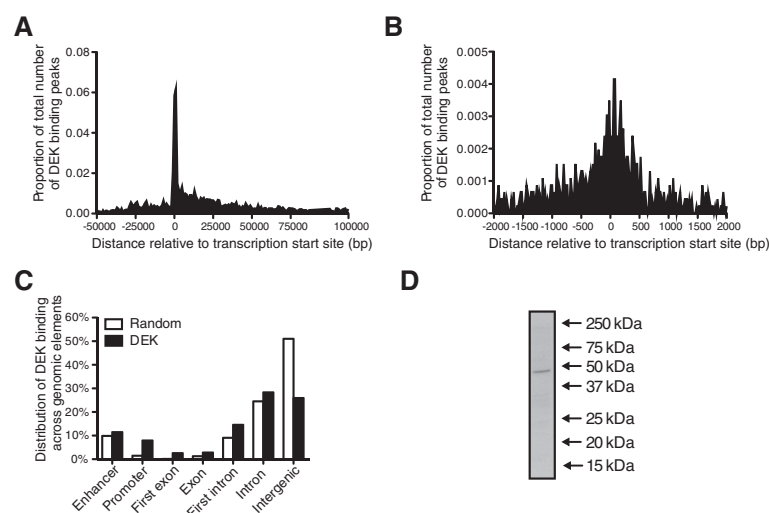 A
Proportion of total number
of DEK binding peaks
0.08
0.06
0.04
0.02
0.00
-50000 -25000 0 25000 50000 75000 100000
Distance relative to transcription start site (bp)
B
Proportion of total number
of DEK binding peaks
0.005
0.004
0.003
0.002
0.001
0.000
-2000 -1500 -1000 -500 0 500 1000 1500 2000
Distance relative to transcription start site (bp)
C
Distribution of DEK binding
across genomic elements
60%
50%
40%
30%
20%
10%
0%
Random
DEK
Enhancer
Promoter
First exon
Exon
First intron
Intron
Intergenic
D
250 kDa
75 kDa
50 kDa
37 kDa
25 kDa
20 kDa
15 kDa